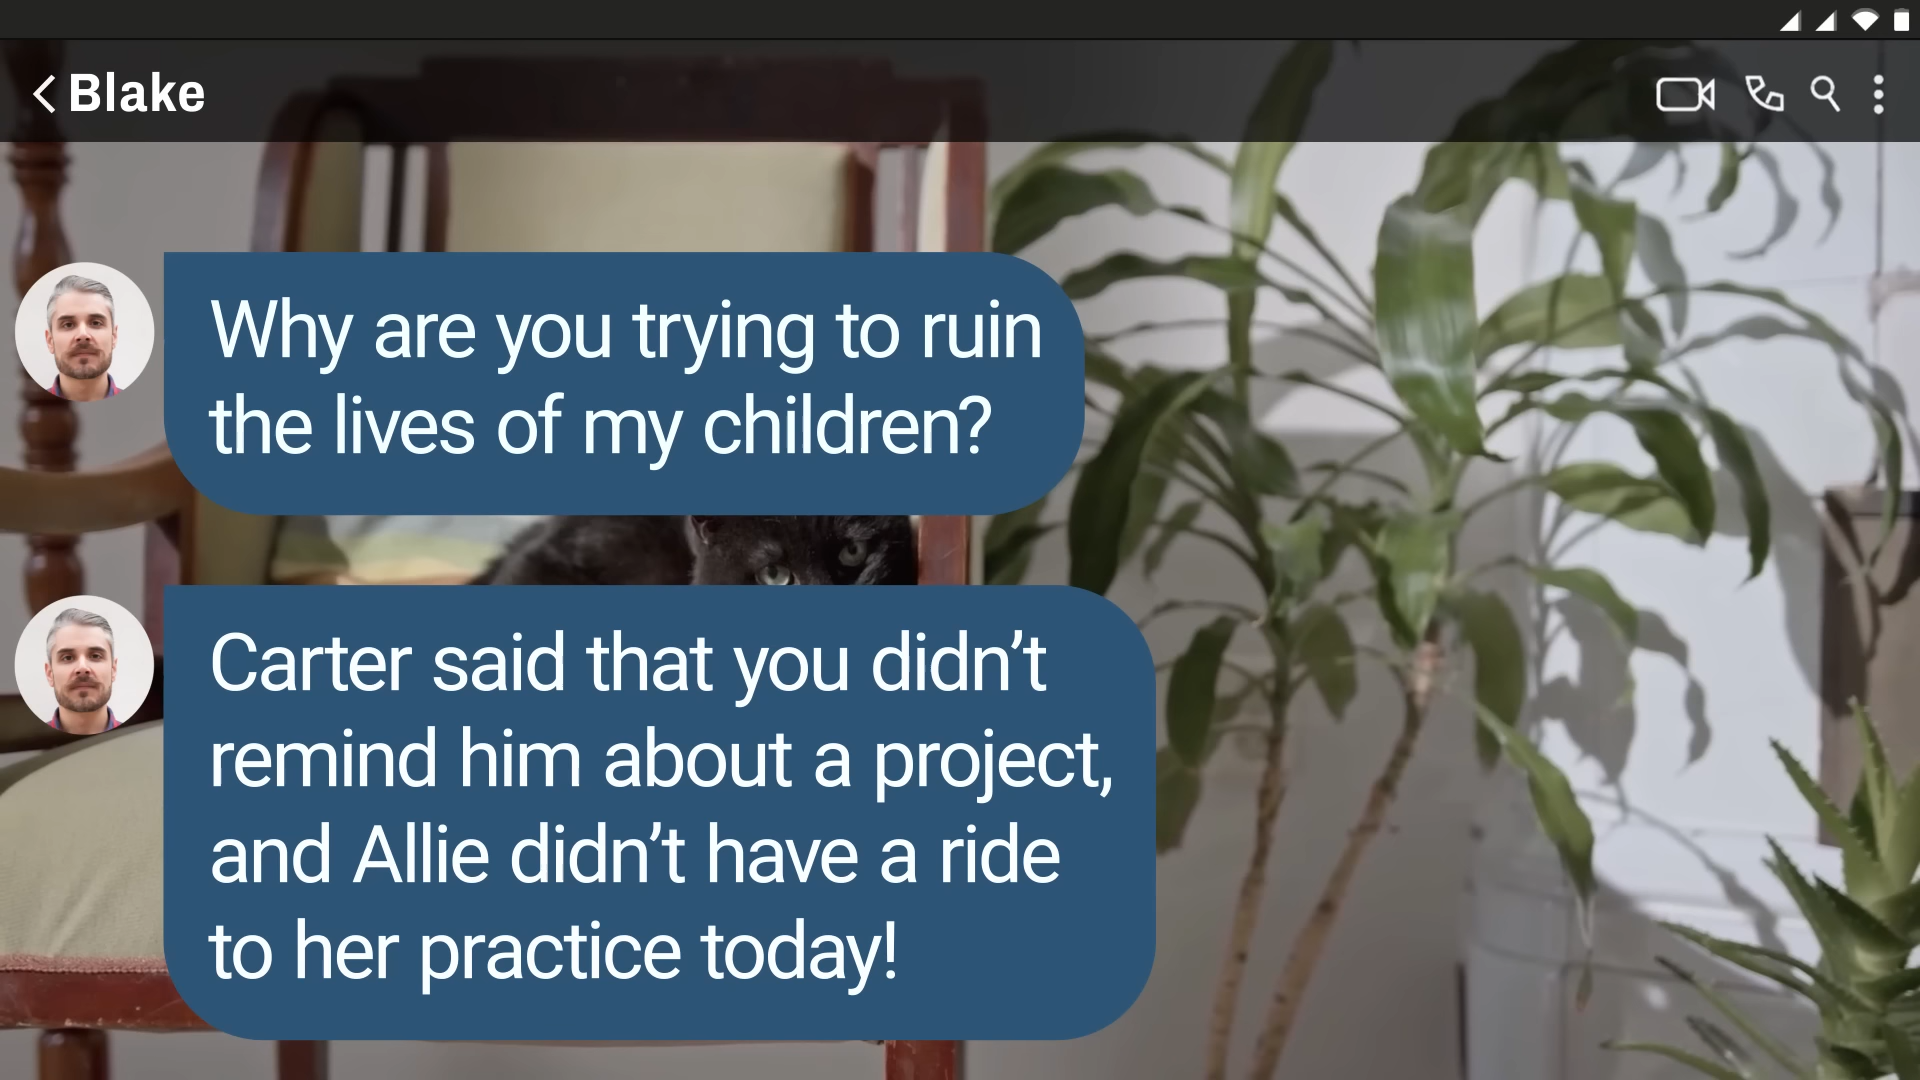 Blake
Why are you trying to ruin
the lives of my children?
Carter said that you didn’t
remind him about a project,
and Allie didn’t have a ride
to her practice today!